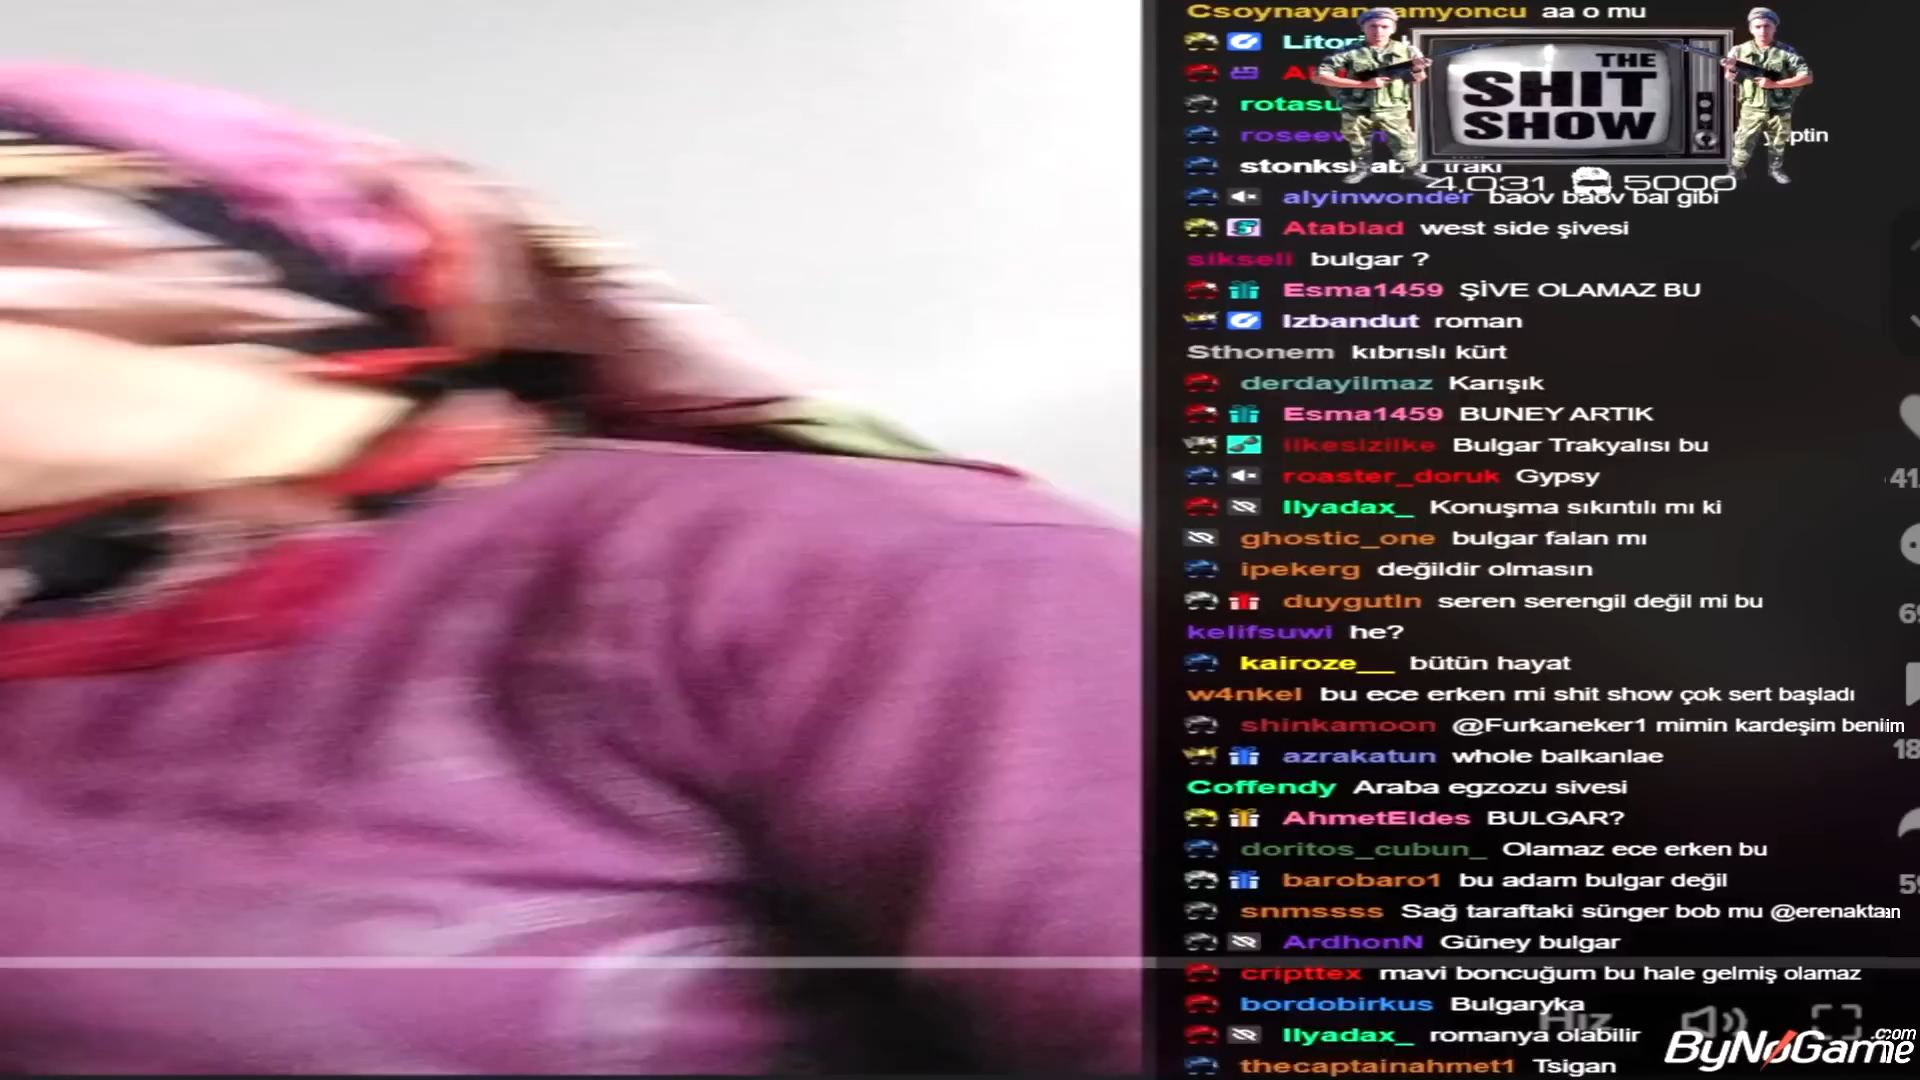 Csoynayan amyoncu aa o mu
THE
SHIT
SHOW
rotasu
ptin
4,031 5000
alyinwonder baov baov bal gibi
Atablad west side şivesi
sikseli bulgar ?
Esma1459 ŞİVE OLAMAZ BU
Izbandut roman
Sthonem kıbrıslı kürt
derdayilmaz Karışık
Esma1459 BUNEY ARTIK
ilkesizilke Bulgar Trakyalısı bu
roaster_doruk Gypsy
Ilyadax_ Konuşma sıkıntılı mı ki
ghostic_one bulgar falan mı
ipekerg değildir olmasın
duygutln seren serengil değil mi bu
kelifsuwi he?
kairoze__ bütün hayat
w4nkel bu ece erken mi shit show çok sert başladı
shinkamoon @Furkaneker1 mimin kardeşim benim
azrakatun whole balkanlae
Coffendy Araba egzozu sivesi
AhmetEldes BULGAR?
doritos_cubun_ Olamaz ece erken bu
barobaro1 bu adam bulgar değil
snmssss Sağ taraftaki sünger bob mu @erenaktan
ArdhonN Güney bulgar
cripttex mavi boncuğum bu hale gelmiş olamaz
bordobirkus Bulgaryka
Hız
Ilyadax_ romanya olabilir
ByNoGame.com
thecaptainahmet1 Tsigan